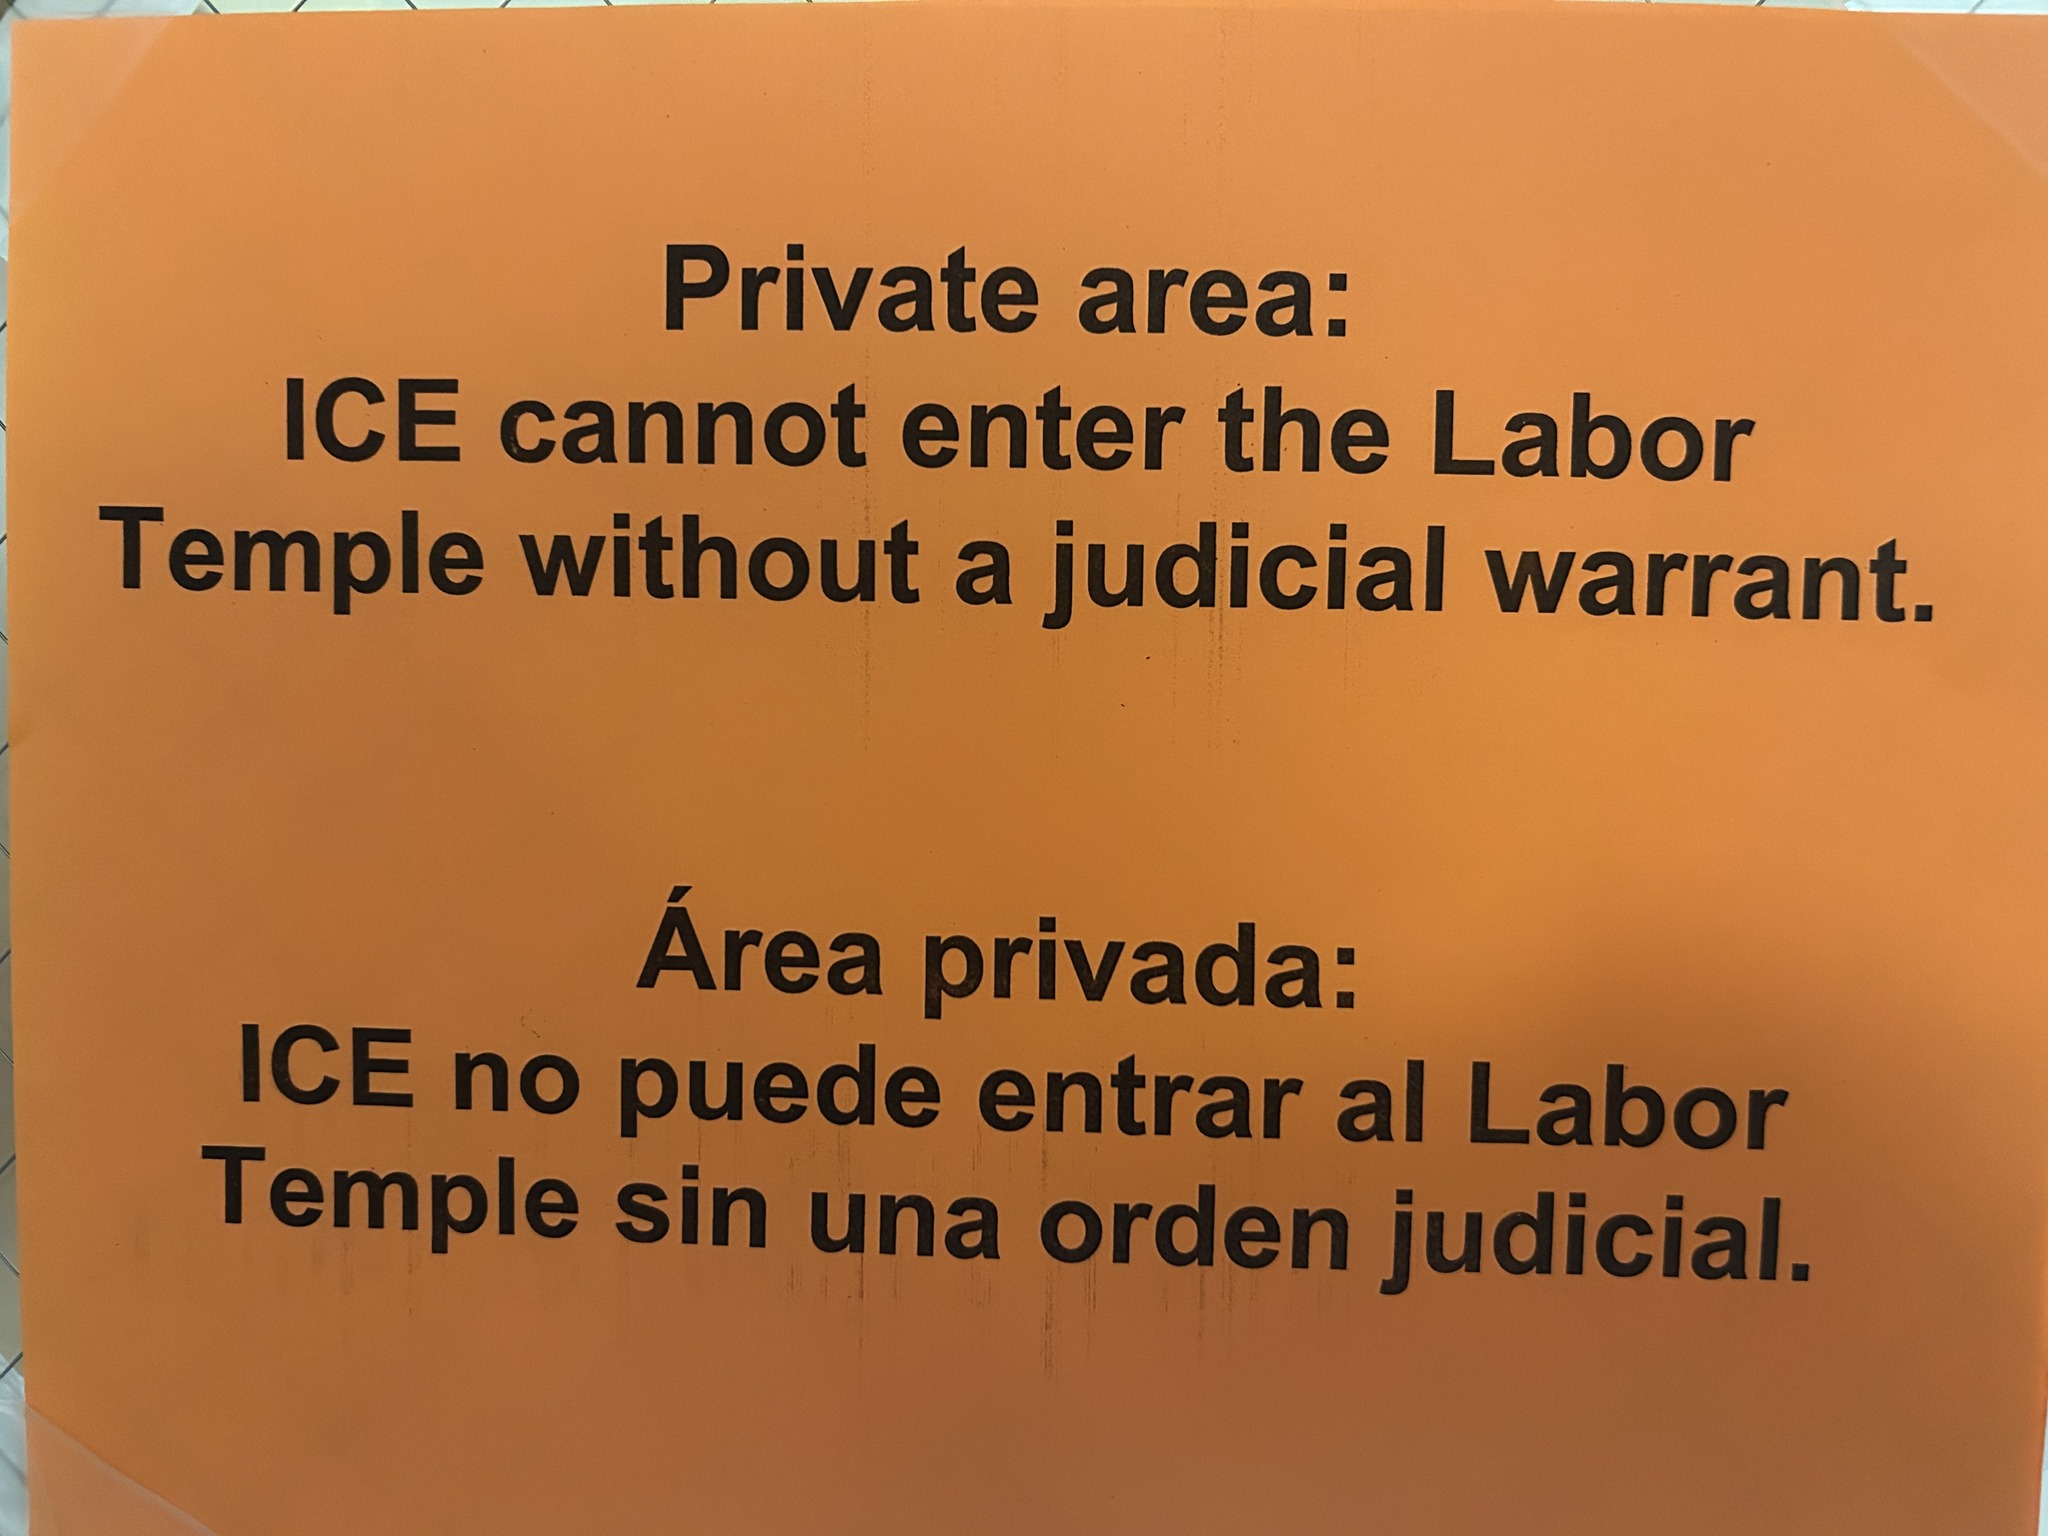 Private area:
ICE cannot enter the Labor
Temple without a judicial warrant.
Área privada:
ICE no puede entrar al Labor
Temple sin una orden judicial.